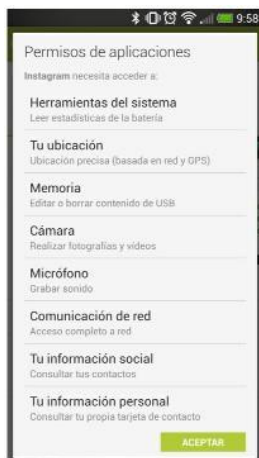 9:58
Permisos de aplicaciones
Instagram necesita acceder a:
Herramientas del sistema
Leer estadísticas de la batería
Tu ubicación
Ubicación precisa (basada en red y GPS)
Memoria
Editar o borrar contenido de USB
Cámara
Realizar fotografías y vídeos
Micrófono
Grabar sonido
Comunicación de red
Acceso completo a red
Tu información social
Consultar tus contactos
Tu información personal
Consultar tu propia tarjeta de contacto
ACEPTAR